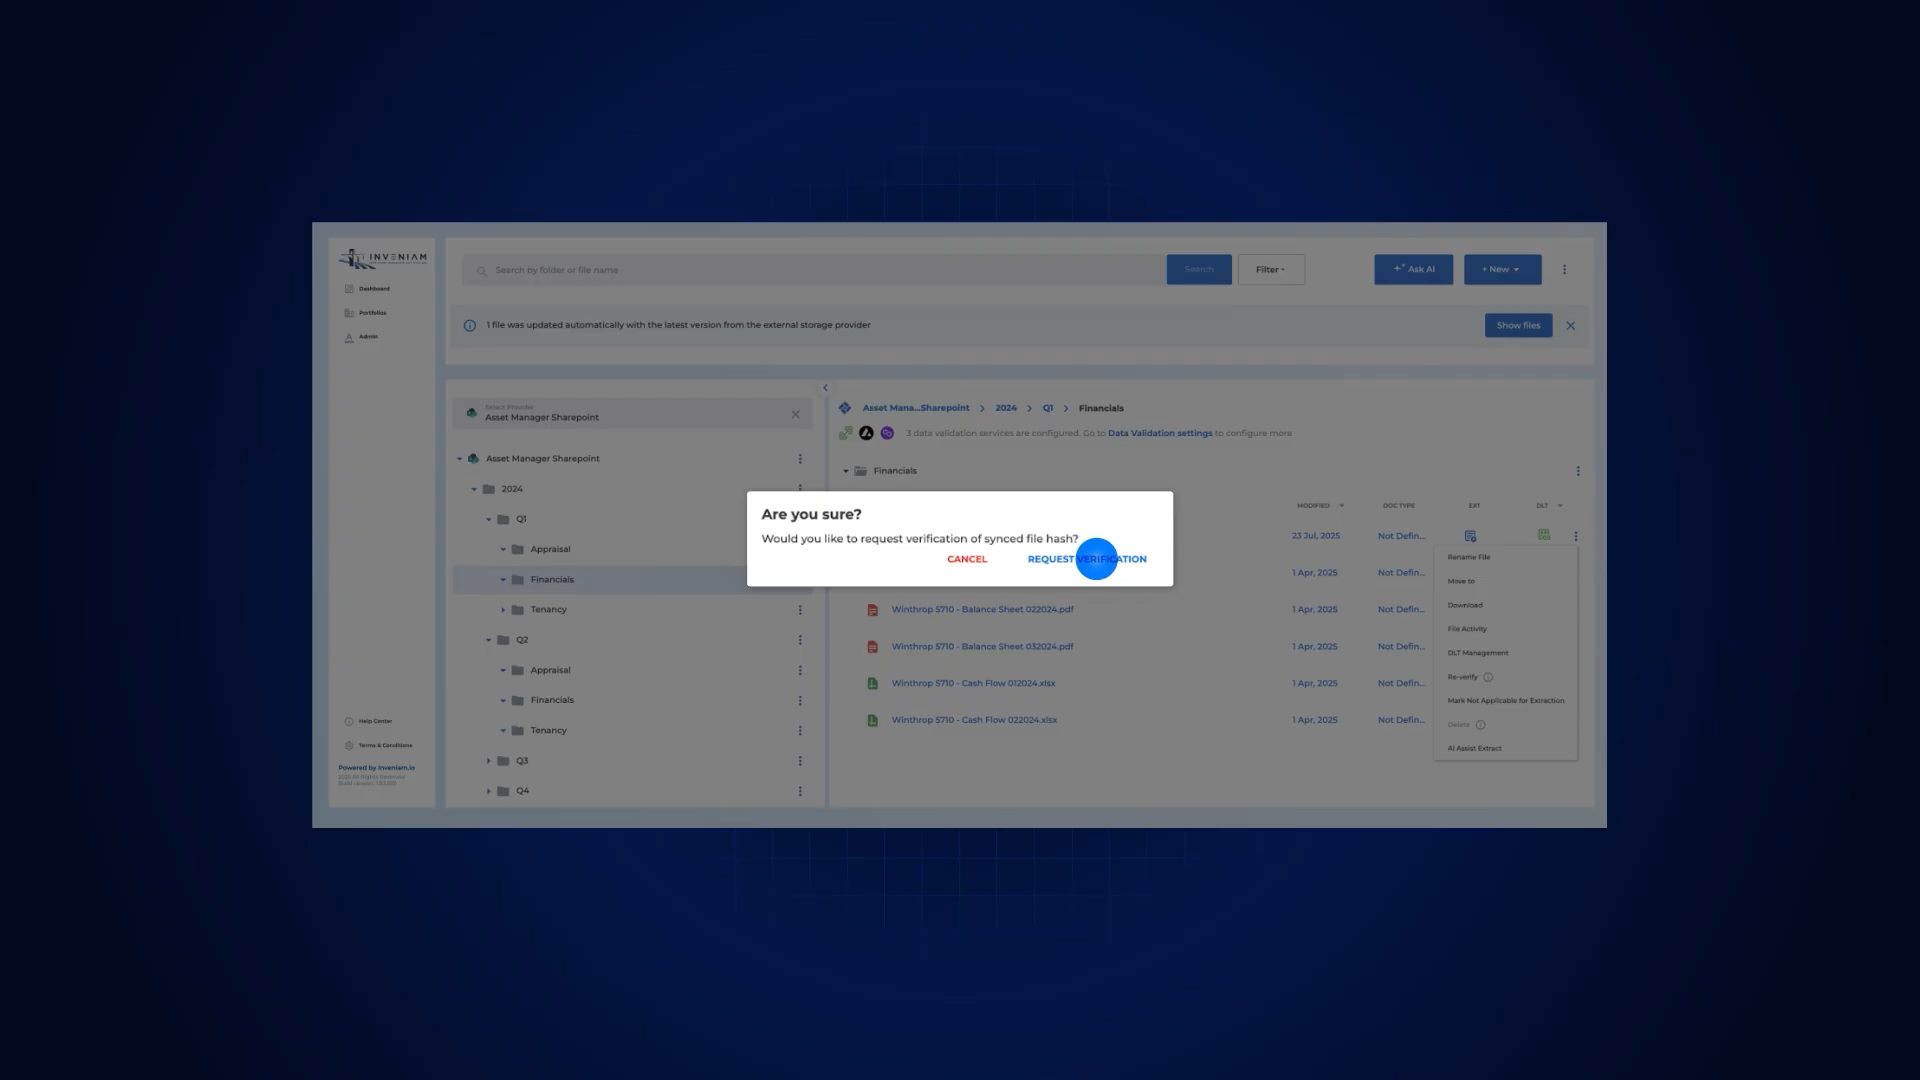 INVENIAM
Dashboard
Portfolios
Admin
Help Center
Terms & Conditions
Powered by Inveniam.io
Search by folder or file name
Search
Filter
Ask AI
+ New
1 file was updated automatically with the latest version from the external storage provider
Show files
Select Provider
Asset Manager Sharepoint
Asset Manager Sharepoint
2024
Q1
Appraisal
Financials
Tenancy
Q2
Appraisal
Financials
Tenancy
Q3
Q4
Asset Mana...Sharepoint > 2024 > Q1 > Financials
3 data validation services are configured. Go to Data Validation settings to configure more
Financials
MODIFIED DOC TYPE EXT DLT
23 Jul, 2025 Not Defin...
1 Apr, 2025 Not Defin...
Winthrop 5710 - Balance Sheet 022024.pdf 1 Apr, 2025 Not Defin...
Winthrop 5710 - Balance Sheet 032024.pdf 1 Apr, 2025 Not Defin...
Winthrop 5710 - Cash Flow 012024.xlsx 1 Apr, 2025 Not Defin...
Winthrop 5710 - Cash Flow 022024.xlsx 1 Apr, 2025 Not Defin...
Rename File
Move to
Download
File Activity
DLT Management
Re-verify
Mark Not Applicable for Extraction
Delete
AI Assist Extract
Are you sure?
Would you like to request verification of synced file hash?
CANCEL
REQUEST VERIFICATION